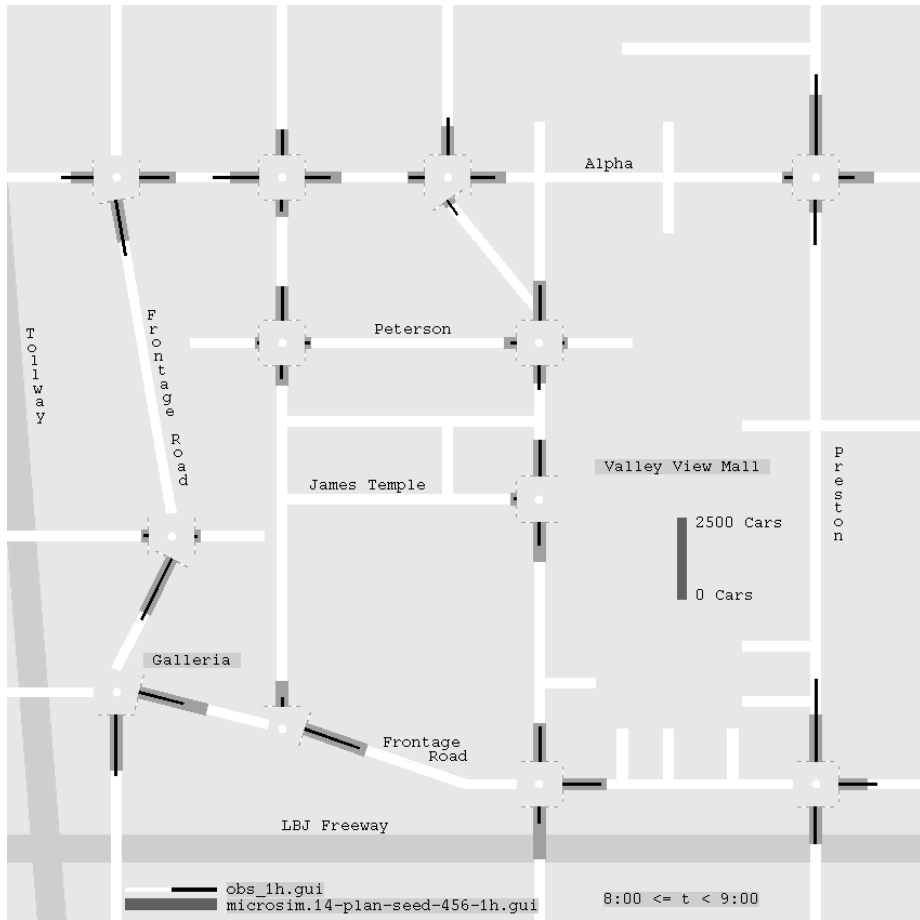 Alpha
Peterson
Frontage Road
Tollway
Valley View Mall
James Temple
Preston
2500 Cars
0 Cars
Galleria
Frontage
Road
LBJ Freeway
obs_1h.gui
microsim.14-plan-seed-456-1h.gui
8:00 <= t < 9:00